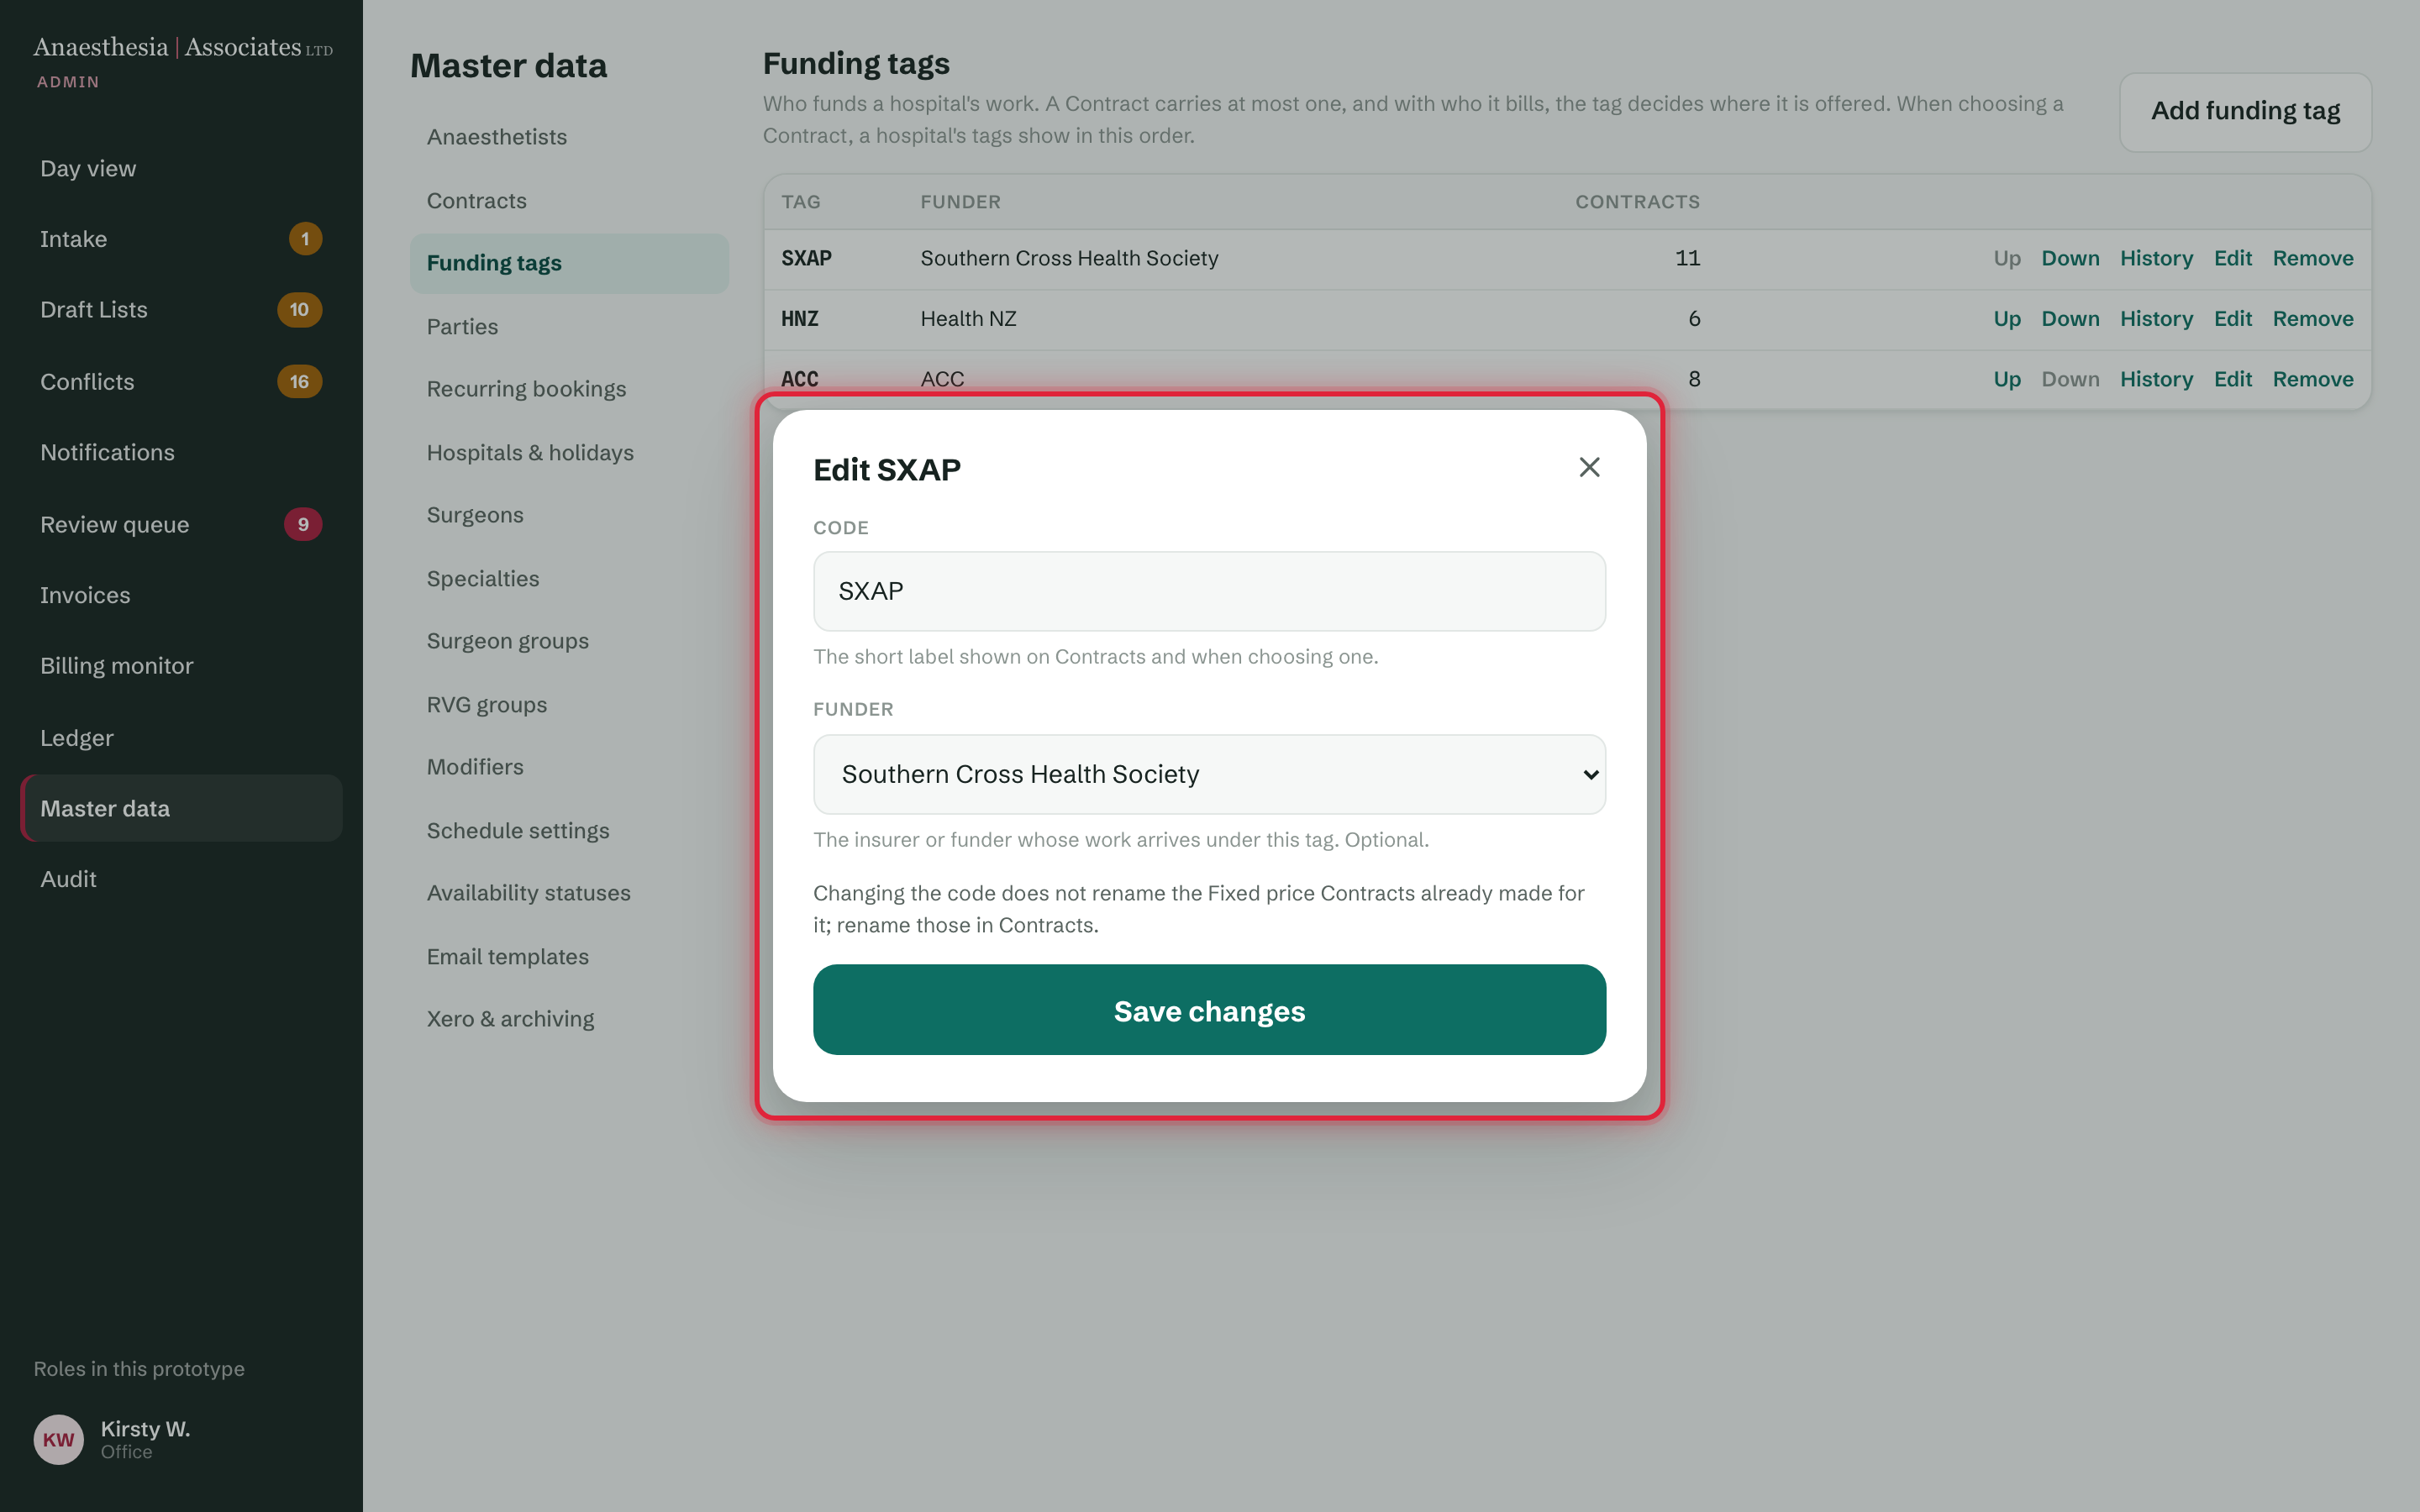 Anaesthesia | Associates LTD
ADMIN
Day view
Intake 1
Draft Lists 10
Conflicts 16
Notifications
Review queue 9
Invoices
Billing monitor
Ledger
Master data
Audit
Roles in this prototype
KW
Kirsty W.
Office
Master data
Anaesthetists
Contracts
Funding tags
Parties
Recurring bookings
Hospitals & holidays
Surgeons
Specialties
Surgeon groups
RVG groups
Modifiers
Schedule settings
Availability statuses
Email templates
Xero & archiving
Funding tags
Who funds a hospital's work. A Contract carries at most one, and with who it bills, the tag decides where it is offered. When choosing a
Contract, a hospital's tags show in this order.
Add funding tag
TAG FUNDER CONTRACTS
SXAP Southern Cross Health Society 11 Up Down History Edit Remove
HNZ Health NZ 6 Up Down History Edit Remove
ACC ACC 8 Up Down History Edit Remove
Edit SXAP
CODE
SXAP
The short label shown on Contracts and when choosing one.
FUNDER
Southern Cross Health Society
The insurer or funder whose work arrives under this tag. Optional.
Changing the code does not rename the Fixed price Contracts already made for
it; rename those in Contracts.
Save changes